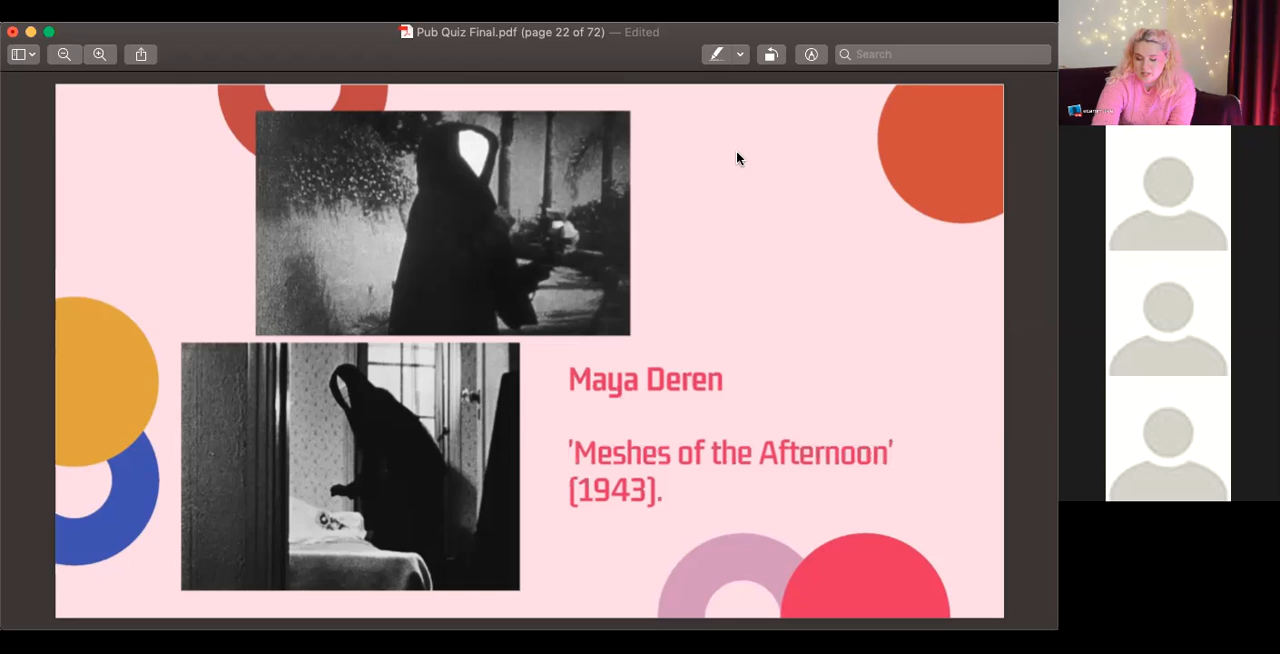 Pub Quiz Final.pdf (page 22 of 72) — Edited
Search
Maya Deren
'Meshes of the Afternoon'
(1943).